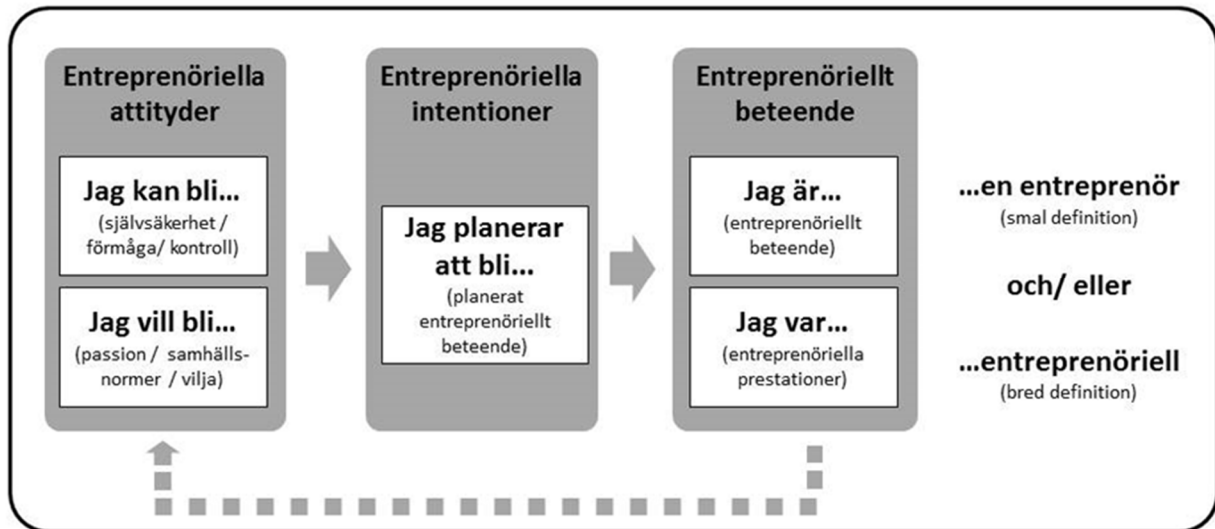 Entreprenöriella
attityder
Jag kan bli...
(självsäkerhet /
förmåga/ kontroll)
Jag vill bli...
(passion / samhälls-
normer / vilja)
Entreprenöriella
intentioner
Jag planerar
att bli...
(planerat
entreprenöriellt
beteende)
Entreprenöriellt
beteende
Jag är...
(entreprenöriellt
beteende)
Jag var...
(entreprenöriella
prestationer)
...en entreprenör
(smal definition)
och/ eller
...entreprenöriell
(bred definition)